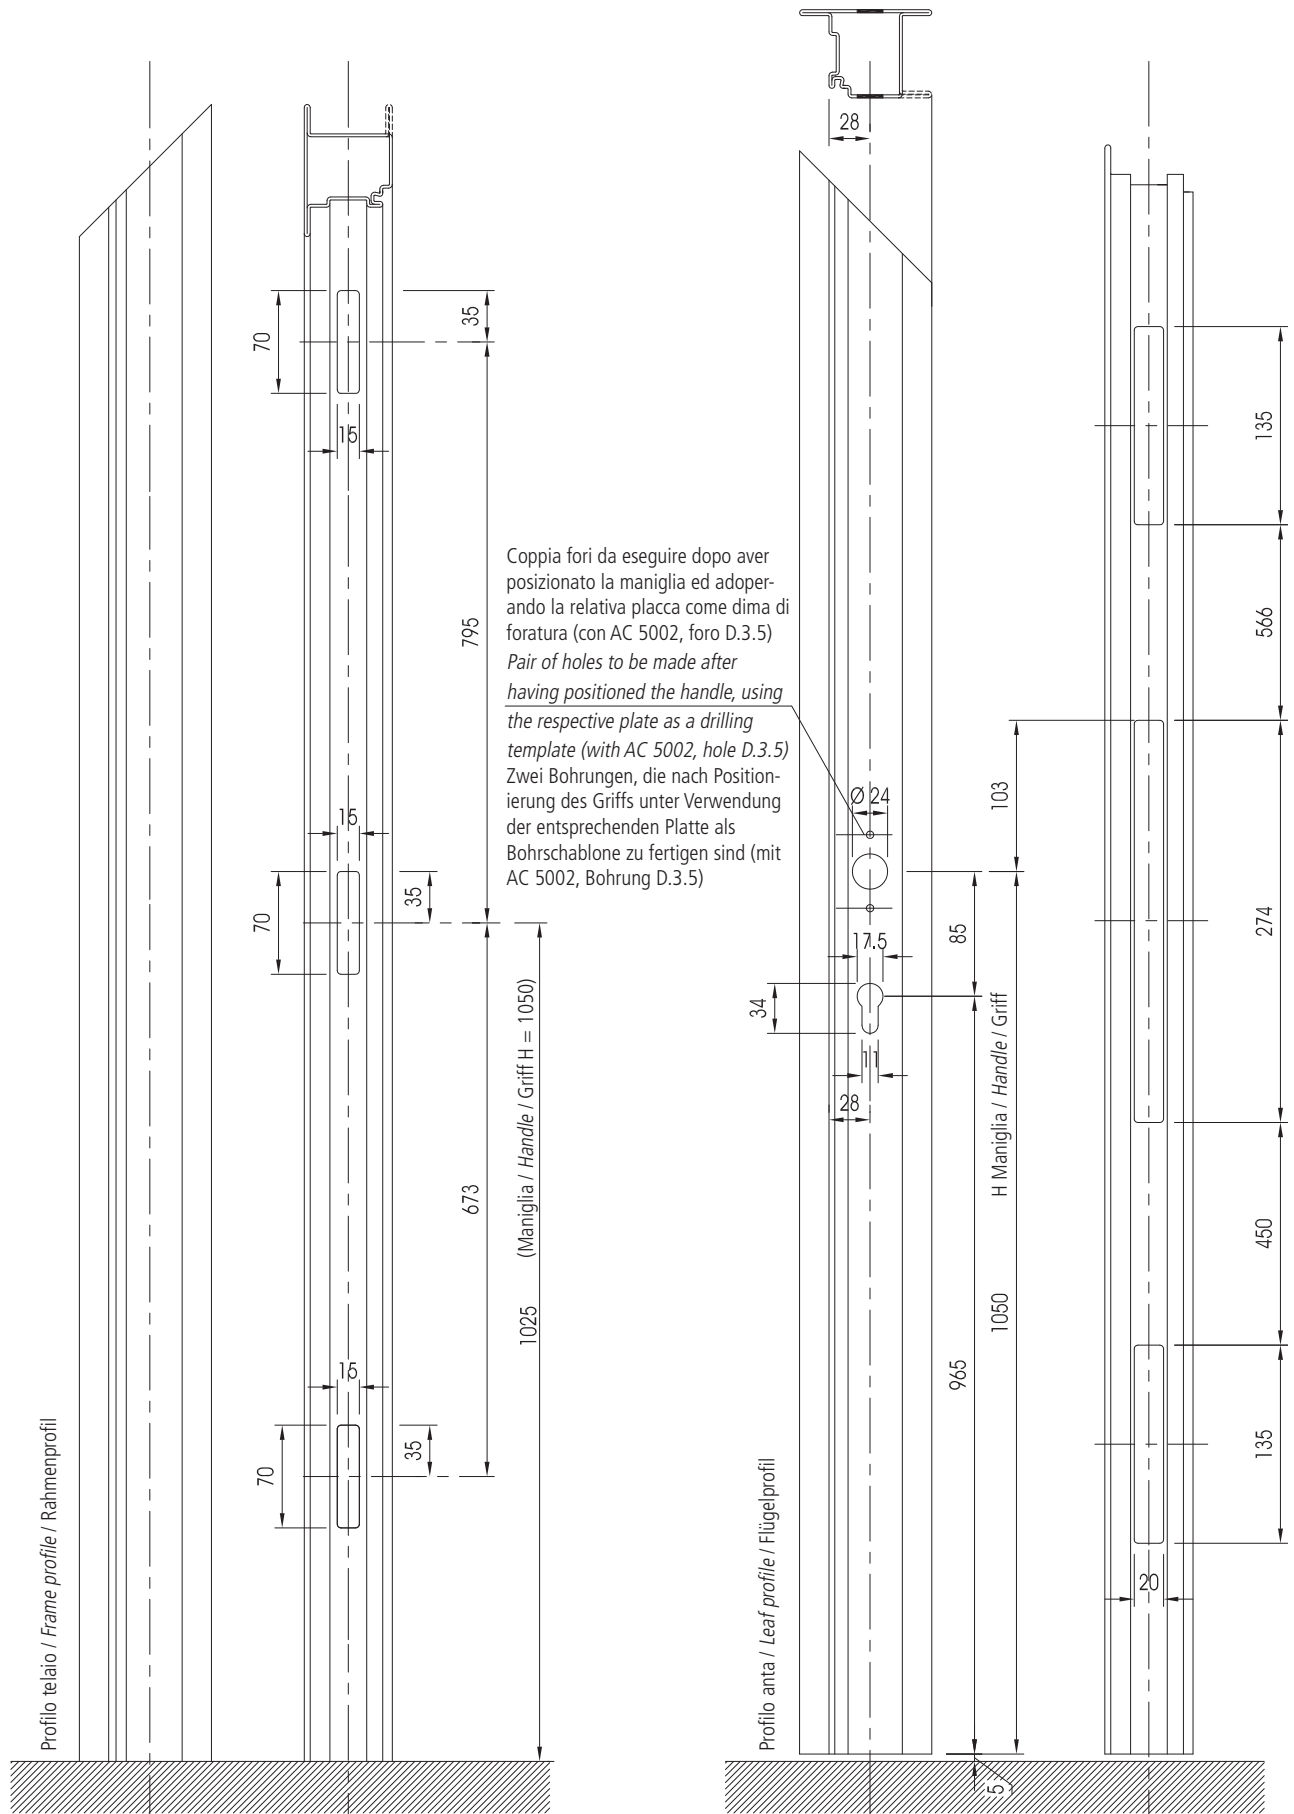 28
70
35
15
135
Coppia fori da eseguire dopo aver
posizionato la maniglia ed adoper-
ando la relativa placca come dima di
foratura (con AC 5002, foro D.3.5)
Pair of holes to be made after
having positioned the handle, using
the respective plate as a drilling
template (with AC 5002, hole D.3.5)
Zwei Bohrungen, die nach Position-
ierung des Griffs unter Verwendung
der entsprechenden Platte als
Bohrschablone zu fertigen sind (mit
AC 5002, Bohrung D.3.5)
795
566
103
Ø 24
15
70
35
85
274
17.5
34
11
28
(Maniglia / Handle / Griff H = 1050)
1025
673
H Maniglia / Handle / Griff
1050
965
450
15
70
35
135
20
5
Profilo telaio / Frame profile / Rahmenprofil
Profilo anta / Leaf profile / Flügelprofil